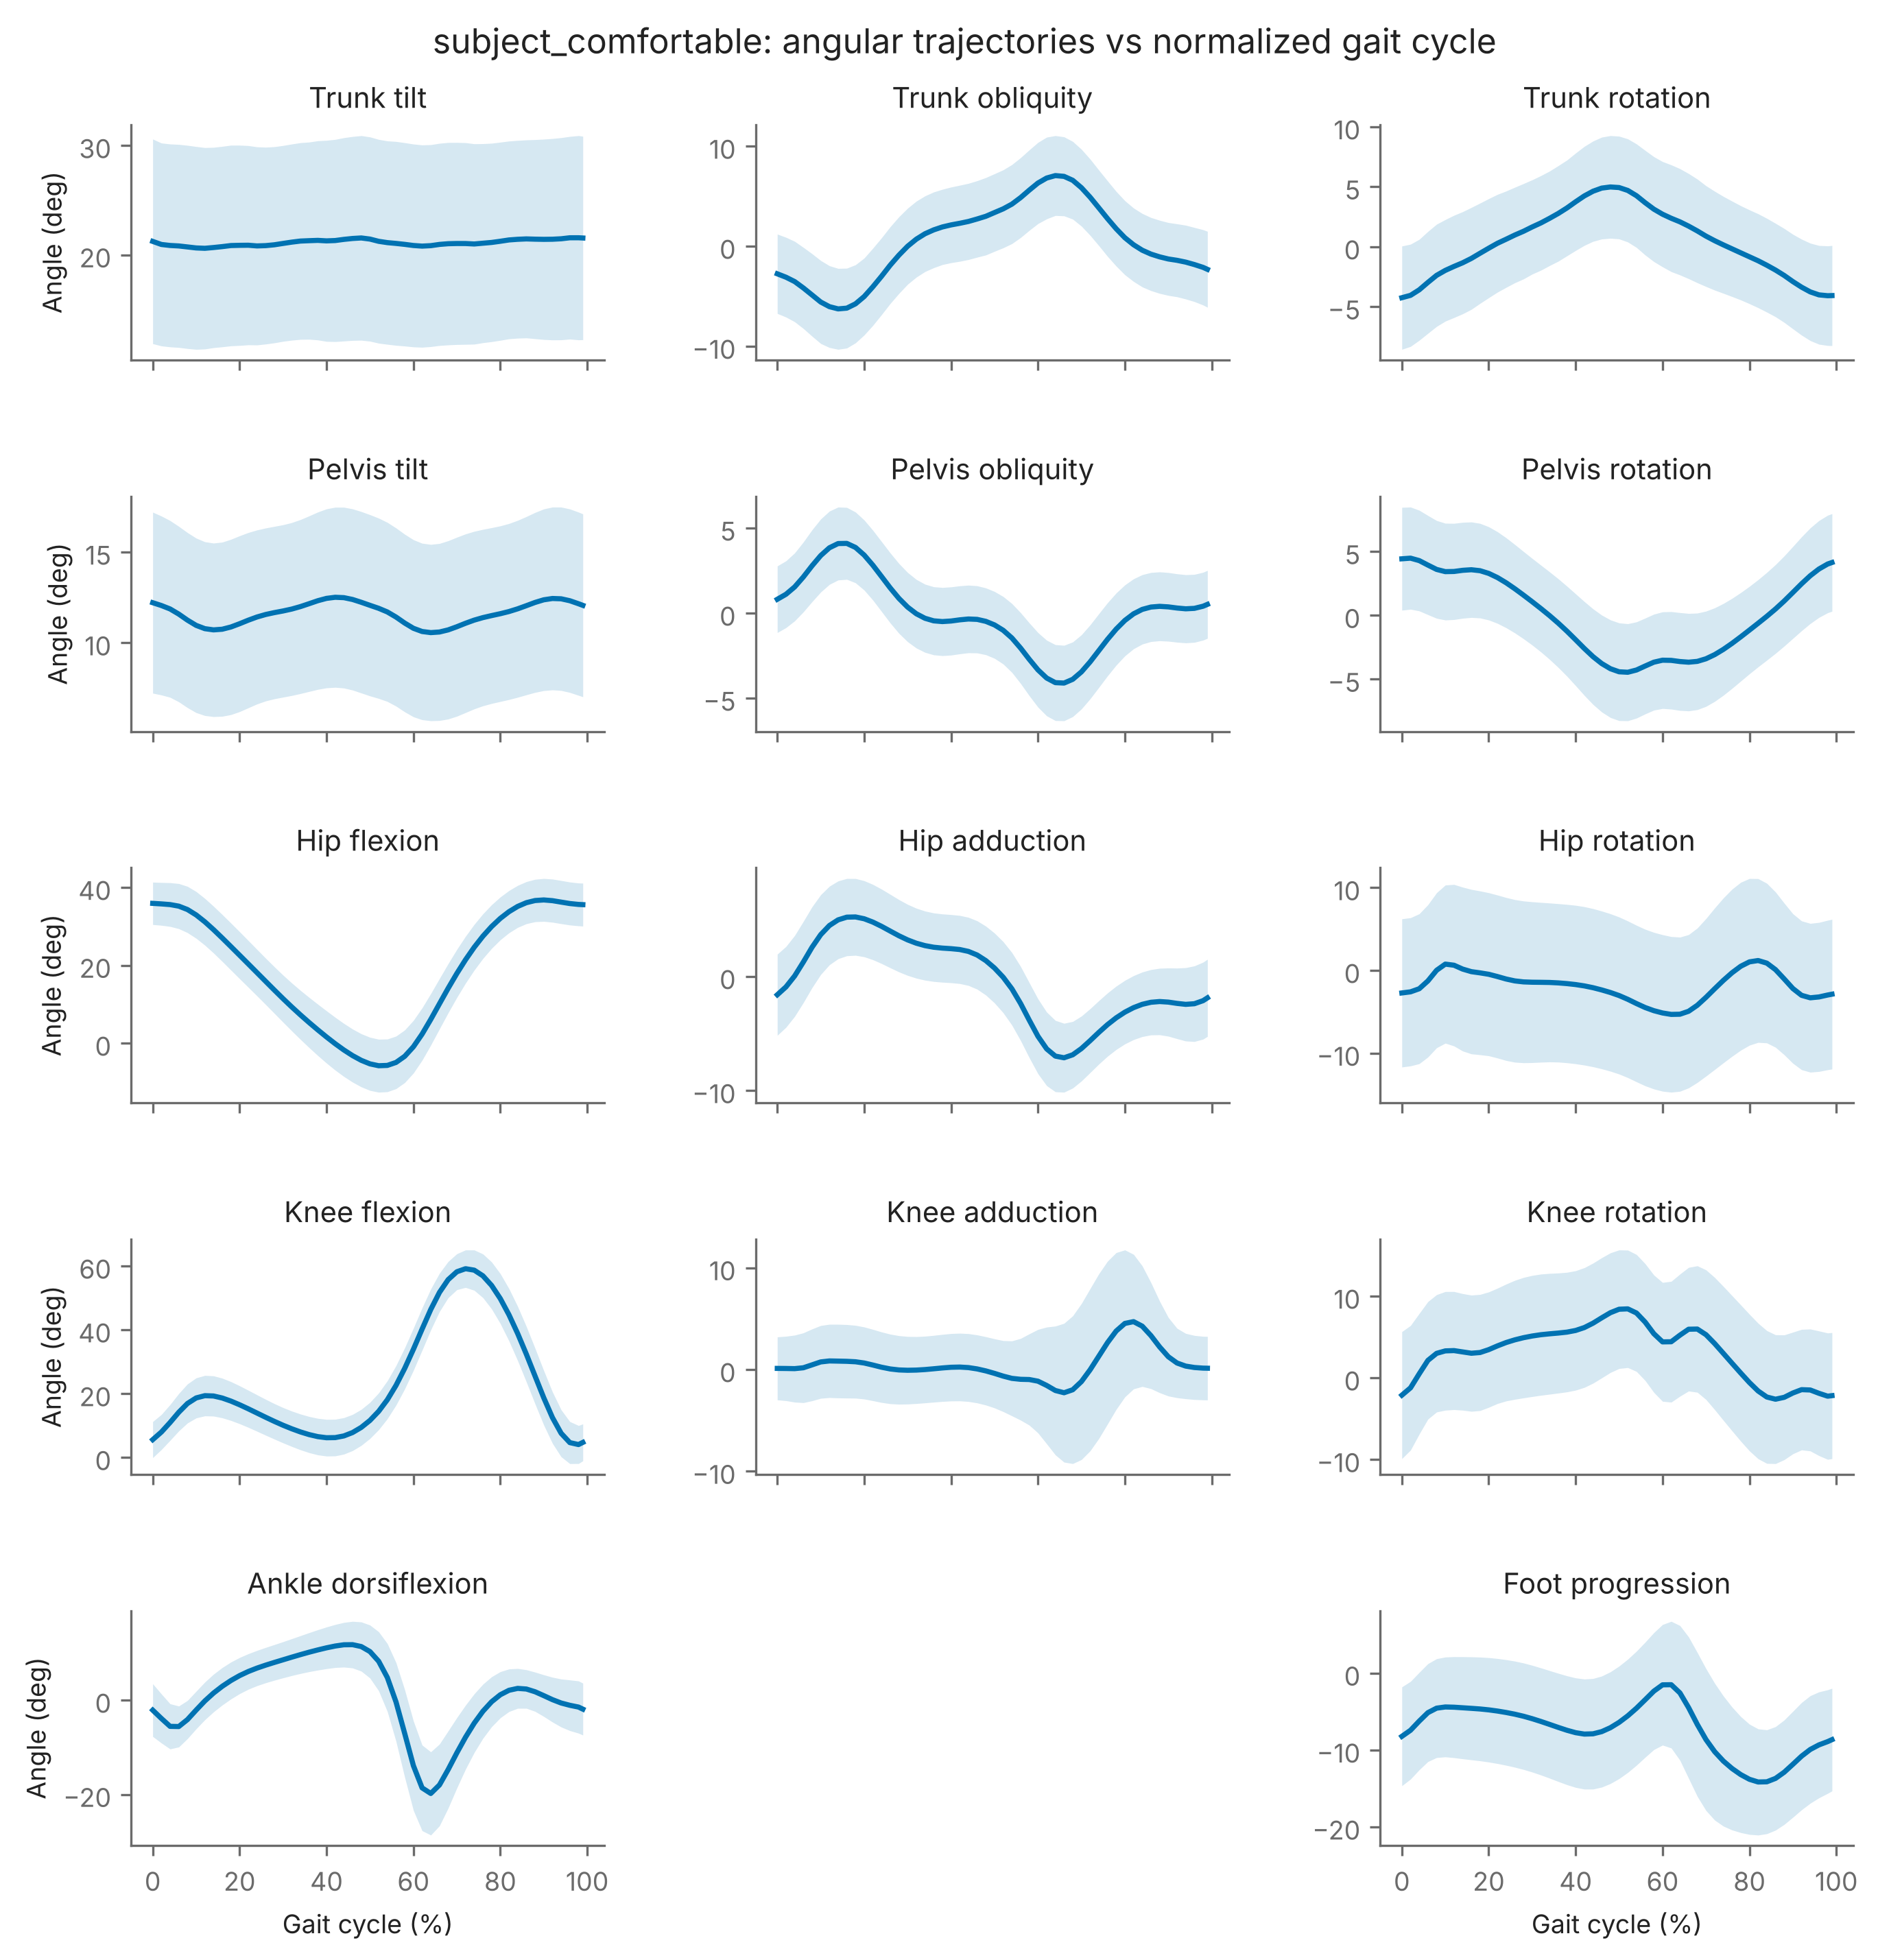 subject_comfortable: angular trajectories vs normalized gait cycle
Trunk tilt
Trunk obliquity
Trunk rotation
Angle (deg)
30
20
10
0
−10
10
5
0
−5
Pelvis tilt
Pelvis obliquity
Pelvis rotation
Angle (deg)
15
10
5
0
−5
5
0
−5
Hip flexion
Hip adduction
Hip rotation
Angle (deg)
40
20
0
0
−10
10
0
−10
Knee flexion
Knee adduction
Knee rotation
Angle (deg)
60
40
20
0
10
0
−10
10
0
−10
Ankle dorsiflexion
Foot progression
Angle (deg)
0
−20
0
−10
−20
0 20 40 60 80 100
0 20 40 60 80 100
Gait cycle (%)
Gait cycle (%)